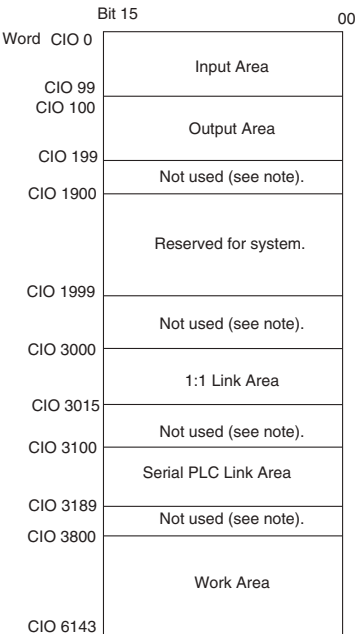 Bit 15
00
Word CIO 0
Input Area
CIO 99
CIO 100
Output Area
CIO 199
Not used (see note).
CIO 1900
Reserved for system.
CIO 1999
Not used (see note).
CIO 3000
1:1 Link Area
CIO 3015
Not used (see note).
CIO 3100
Serial PLC Link Area
CIO 3189
Not used (see note).
CIO 3800
Work Area
CIO 6143